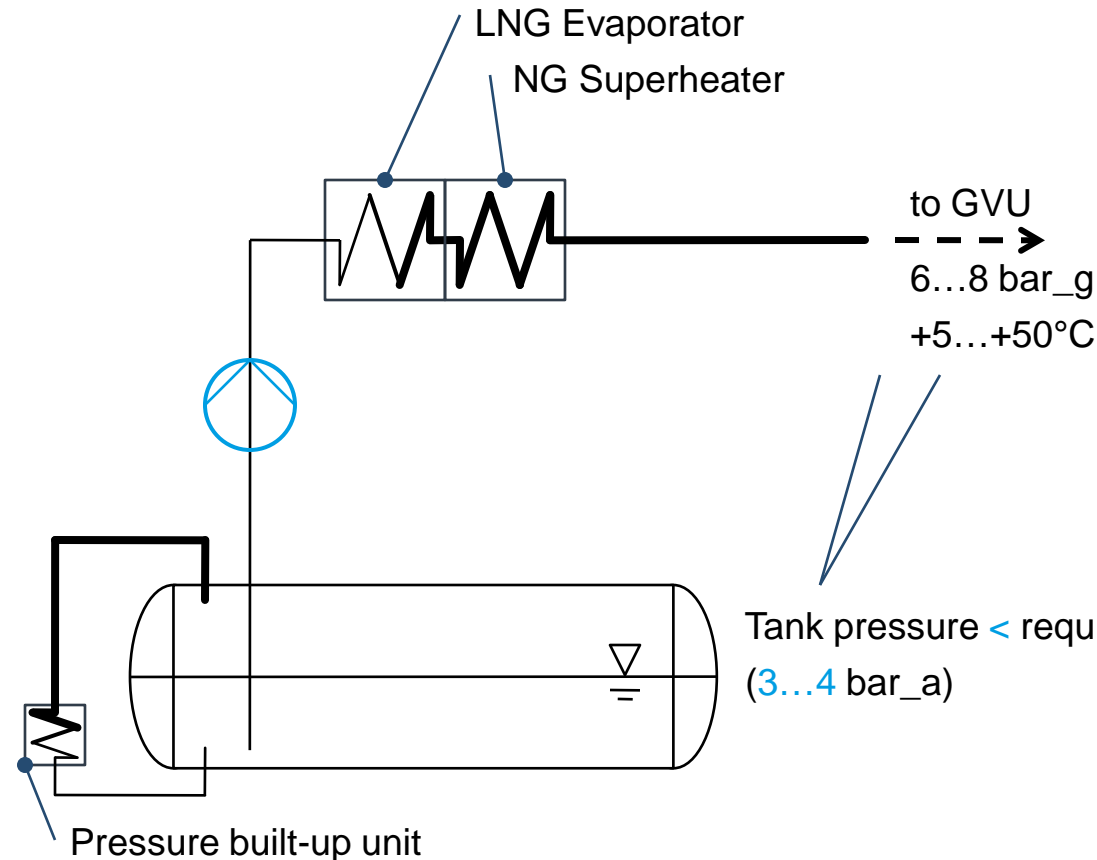 LNG Evaporator
NG Superheater
to GVU
6…8 bar_g
+5…+50°C
Tank pressure < requ
(3…4 bar_a)
Pressure built-up unit